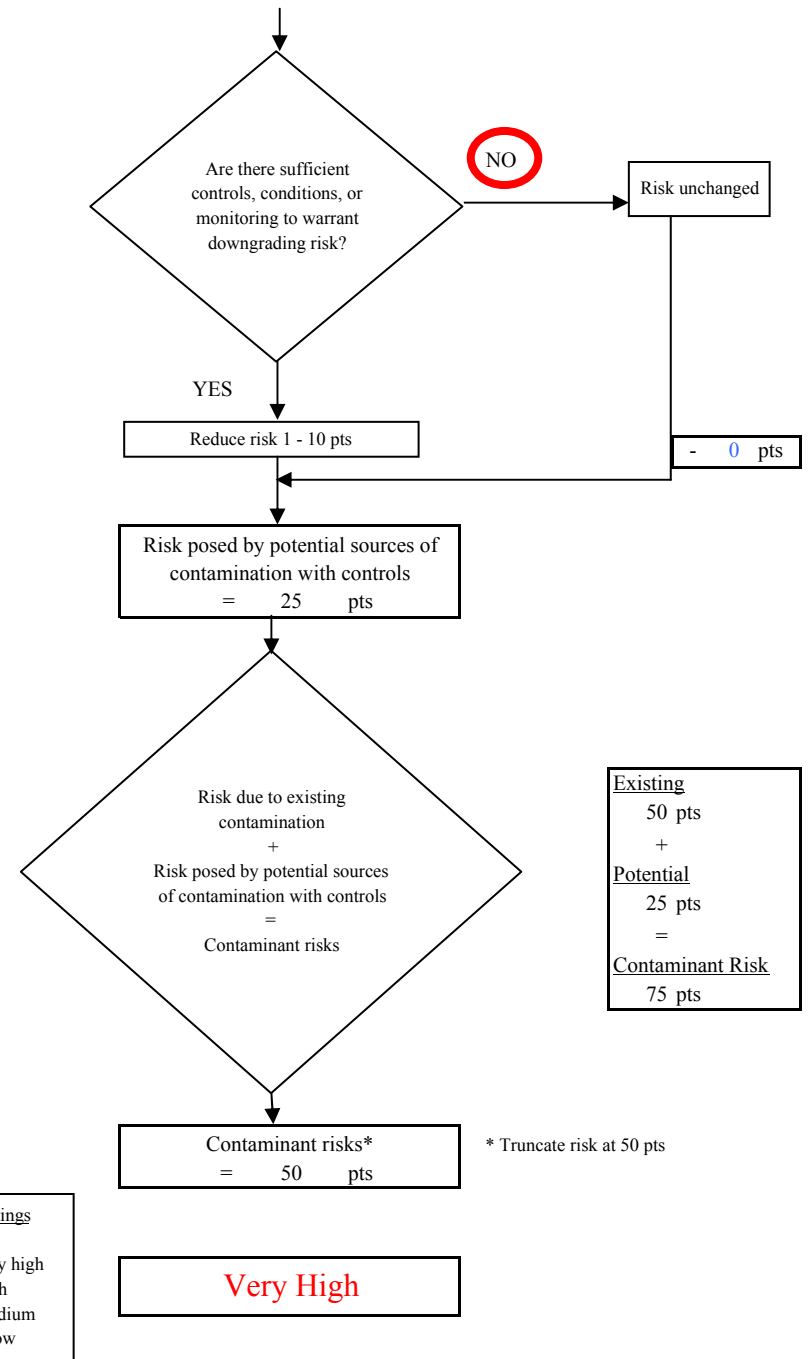 Are there sufficient
controls, conditions, or
monitoring to warrant
downgrading risk?
NO
Risk unchanged
YES
Reduce risk 1 - 10 pts
- 0 pts
Risk posed by potential sources of
contamination with controls
= 25 pts
Risk due to existing
contamination
+
Risk posed by potential sources
of contamination with controls
=
Contaminant risks
Existing
50 pts
+
Potential
25 pts
=
Contaminant Risk
75 pts
Contaminant risks*
= 50 pts
* Truncate risk at 50 pts
Very High
high